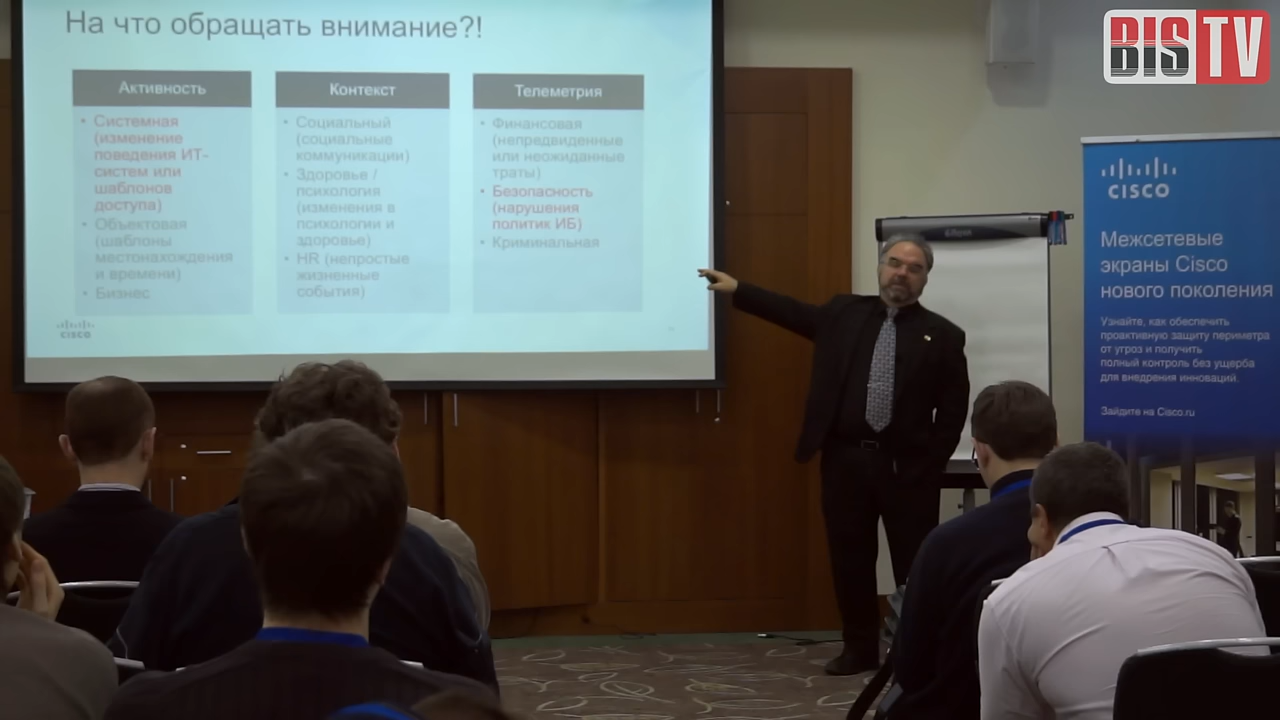 На что обращать внимание?!
Активность
• Системная
(изменение
поведения ИТ-
систем или
шаблонов
доступа)
• Объектовая
(шаблоны
местонахождения
и времени)
• Бизнес
Контекст
• Социальный
(социальные
коммуникации)
• Здоровье /
психология
(изменения в
психологии и
здоровье)
• HR (непростые
жизненные
события)
Телеметрия
• Финансовая
(непредвиденные
или неожиданные
траты)
• Безопасность
(нарушения
политик ИБ)
• Криминальная
CISCO
BIS TV
CISCO
Межсетевые
экраны Cisco
нового поколения
Узнайте, как обеспечить
проактивную защиту периметра
от угроз и получить
полный контроль без ущерба
для внедрения инноваций.
Зайдите на Cisco.ru